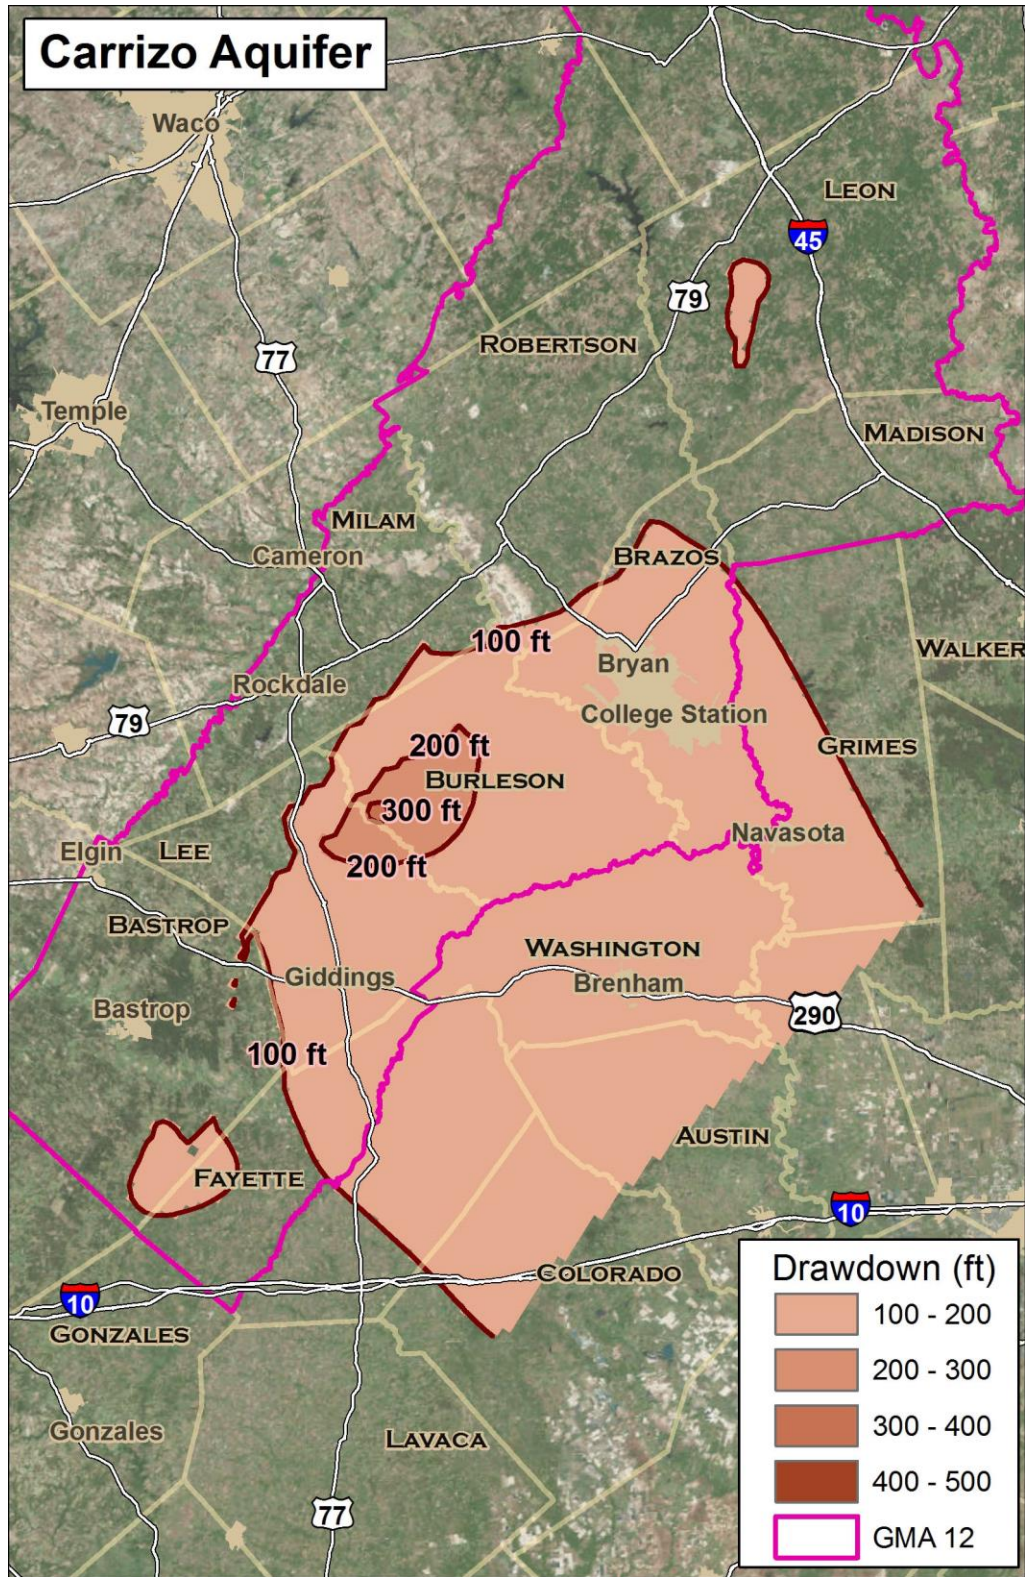 Carrizo Aquifer
Waco
LEON
45
79
ROBERTSON
77
Temple
MADISON
MILAM
Cameron
BRAZOS
100 ft
WALKER
Bryan
Rockdale
College Station
79
GRIMES
200 ft
BURLESON
300 ft
Navasota
Elgin
LEE
200 ft
BASTROP
WASHINGTON
Giddings
Brenham
Bastrop
290
100 ft
AUSTIN
FAYETTE
10
COLORADO
10
GONZALES
Gonzales
LAVACA
77
Drawdown (ft)
100 - 200
200 - 300
300 - 400
400 - 500
GMA 12